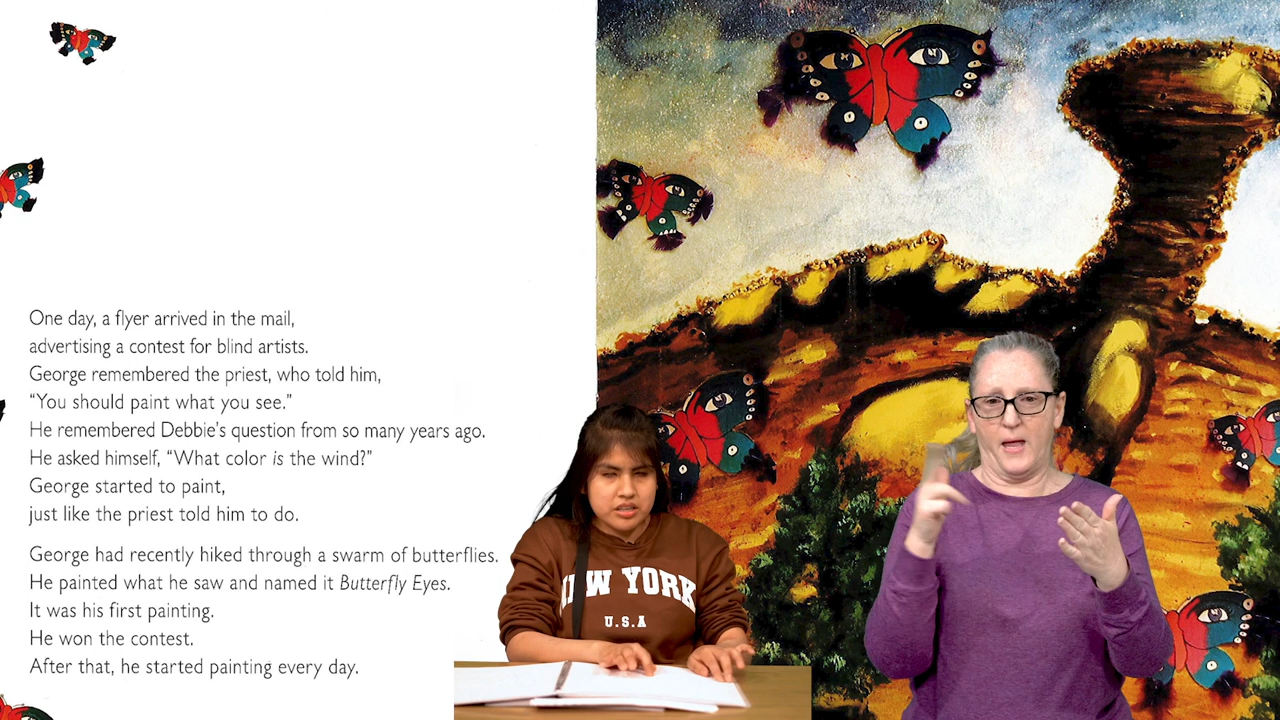 One day, a flyer arrived in the mail,
advertising a contest for blind artists.
George remembered the priest, who told him,
“You should paint what you see.”
He remembered Debbie’s question from so many years ago.
He asked himself, “What color is the wind?”
George started to paint,
just like the priest told him to do.
George had recently hiked through a swarm of butterflies.
He painted what he saw and named it Butterfly Eyes.
It was his first painting.
He won the contest.
After that, he started painting every day.
NEW YORK
U.S.A